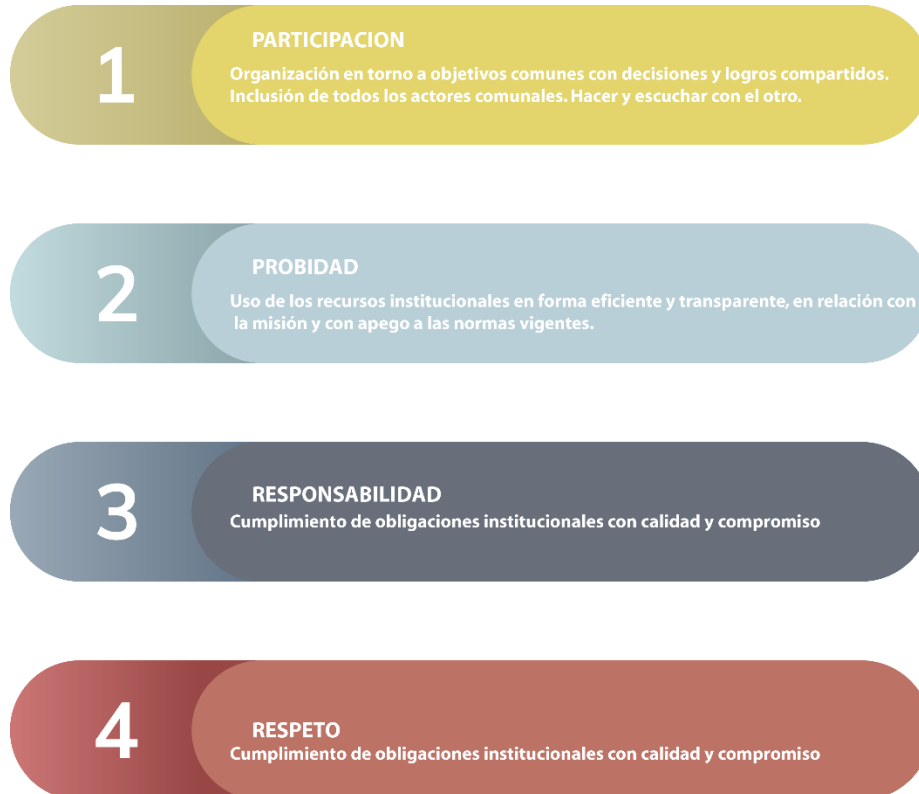 1
PARTICIPACION
Organización en torno a objetivos comunes con decisiones y logros compartidos.
Inclusión de todos los actores comunales. Hacer y escuchar con el otro.
2
PROBIDAD
Uso de los recursos institucionales en forma eficiente y transparente, en relación con
la misión y con apego a las normas vigentes.
3
RESPONSABILIDAD
Cumplimiento de obligaciones institucionales con calidad y compromiso
4
RESPETO
Cumplimiento de obligaciones institucionales con calidad y compromiso